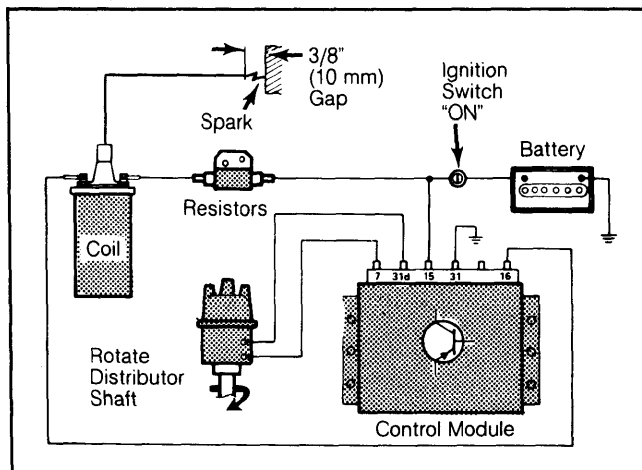 3/8"
(10 mm)
Gap
Spark
Ignition
Switch
"ON"
Battery
Resistors
Coil
7 31d 15 31 16
Rotate
Distributor
Shaft
Control Module